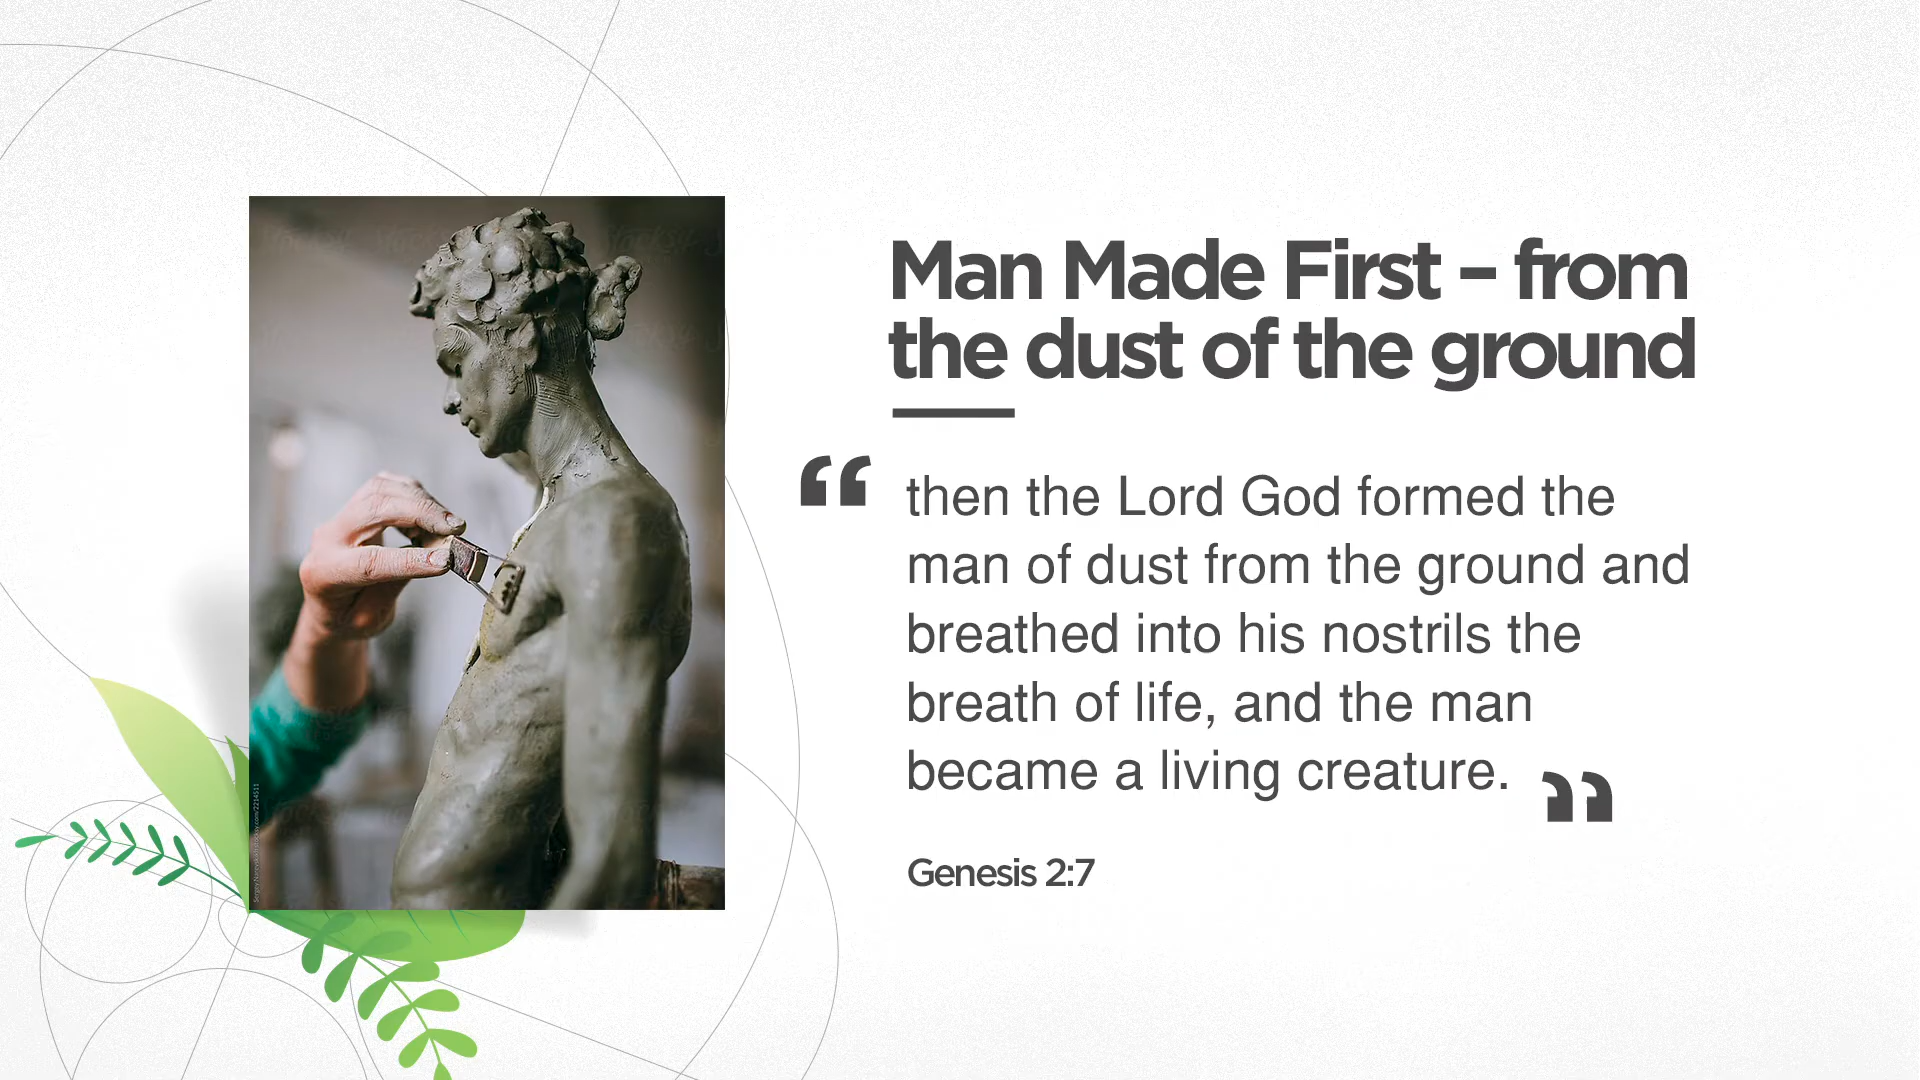 Man Made First – from
the dust of the ground
“ then the Lord God formed the
man of dust from the ground and
breathed into his nostrils the
breath of life, and the man
became a living creature. ”
Genesis 2:7